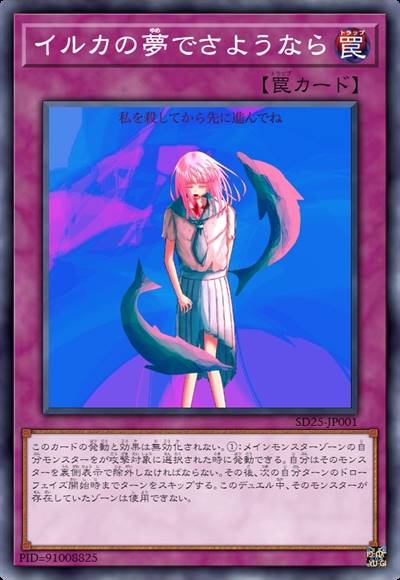 イルカの夢でさようなら 罠
【罠カード】
私を殺してから先に進んでね
SD25-JP001
このカードの発動と効果は無効化されない。①:メインモンスターゾーンの自
分モンスターをが攻撃対象に選択された時に発動できる。自分はそのモンス
ターを裏側表示で除外しなければならない。その後、次の自分ターンのドロー
フェイズ開始時までターンをスキップする。このデュエル中、そのモンスターが
存在していたゾーンは使用できない。
PID=91008825